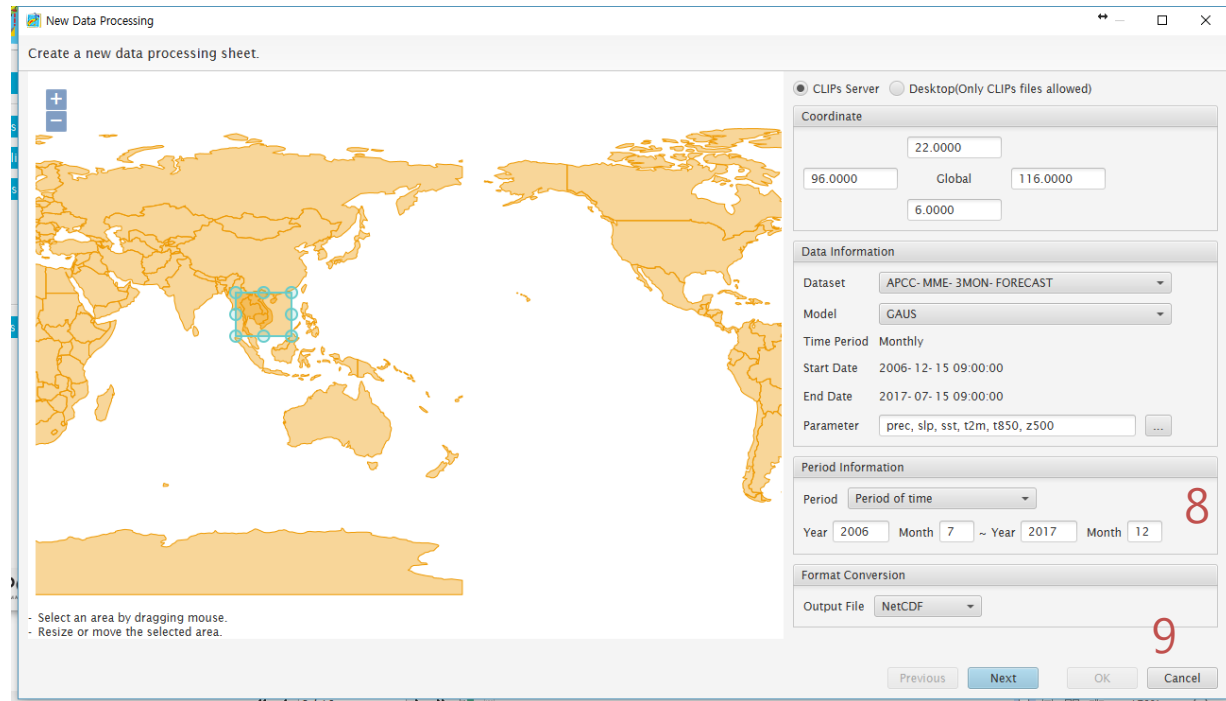 New Data Processing
Create a new data processing sheet.
+
−
CLIPs Server Desktop(Only CLIPs files allowed)
Coordinate
22.0000
96.0000 Global 116.0000
6.0000
Data Information
Dataset APCC- MME- 3MON- FORECAST
Model GAUS
Time Period Monthly
Start Date 2006- 12- 15 09:00:00
End Date 2017- 07- 15 09:00:00
Parameter prec, slp, sst, t2m, t850, z500 ...
Period Information
8
Period Period of time
Year 2006 Month 7 ~ Year 2017 Month 12
Format Conversion
Output File NetCDF
- Select an area by dragging mouse.
- Resize or move the selected area.
9
Previous Next OK Cancel